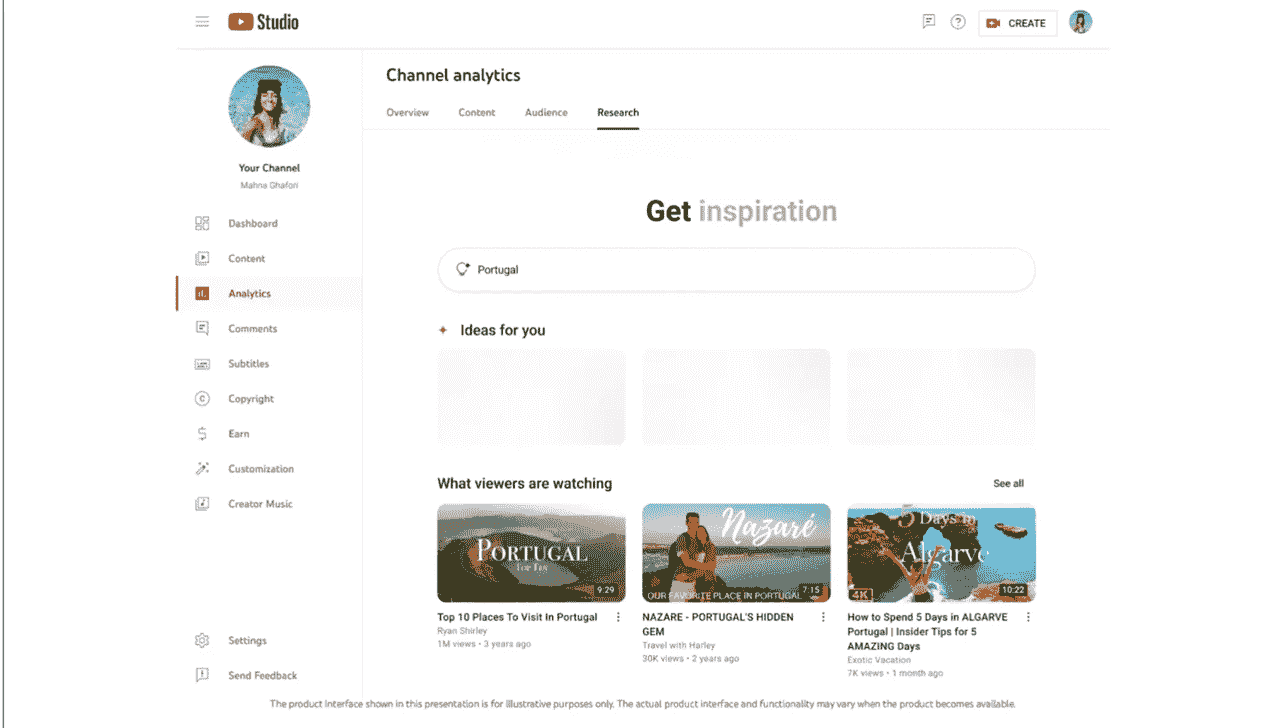 Studio
CREATE
Channel analytics
Overview Content Audience Research
Your Channel
Mahna Ghafori
Dashboard
Content
Analytics
Comments
Subtitles
Copyright
Earn
Customization
Creator Music
Settings
Send Feedback
Get inspiration
Portugal
Ideas for you
What viewers are watching
See all
PORTUGAL
TOP TEN
9:29
Top 10 Places To Visit In Portugal
Ryan Shirley
1M views • 3 years ago
Nazaré
OUR FAVORITE PLACE IN PORTUGAL
7:15
NAZARE - PORTUGAL'S HIDDEN
GEM
Travel with Harley
30K views • 2 years ago
5 Days in
Algarve
4K
10:22
How to Spend 5 Days in ALGARVE
Portugal | Insider Tips for 5
AMAZING Days
Exotic Vacation
7K views • 1 month ago
The product interface shown in this presentation is for illustrative purposes only. The actual product interface and functionality may vary when the product becomes available.